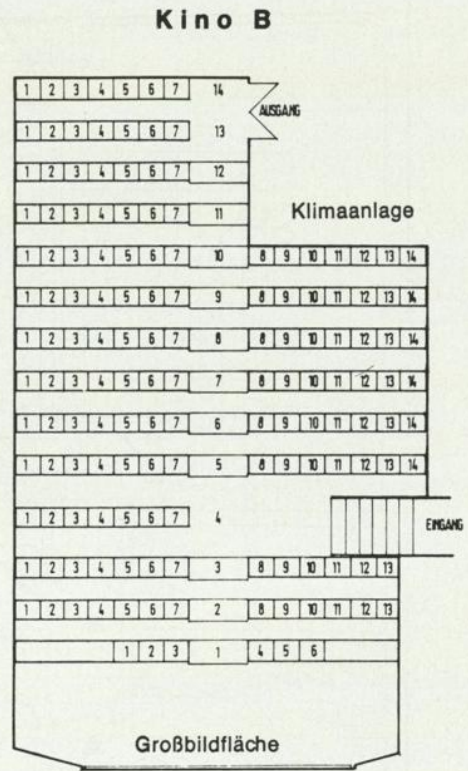 Kino B
1 2 3 4 5 6 7 14
AUSGANG
1 2 3 4 5 6 7 13
1 2 3 4 5 6 7 12
1 2 3 4 5 6 7 11
Klimaanlage
1 2 3 4 5 6 7 10 8 9 10 11 12 13 14
1 2 3 4 5 6 7 9 8 9 10 11 12 13 14
1 2 3 4 5 6 7 8 8 9 10 11 12 13 14
1 2 3 4 5 6 7 7 8 9 10 11 12 13 14
1 2 3 4 5 6 7 6 8 9 10 11 12 13 14
1 2 3 4 5 6 7 5 8 9 10 11 12 13 14
1 2 3 4 5 6 7 4
EINGANG
1 2 3 4 5 6 7 3 8 9 10 11 12 13
1 2 3 4 5 6 7 2 8 9 10 11 12 13
1 2 3 1 4 5 6
Großbildfläche